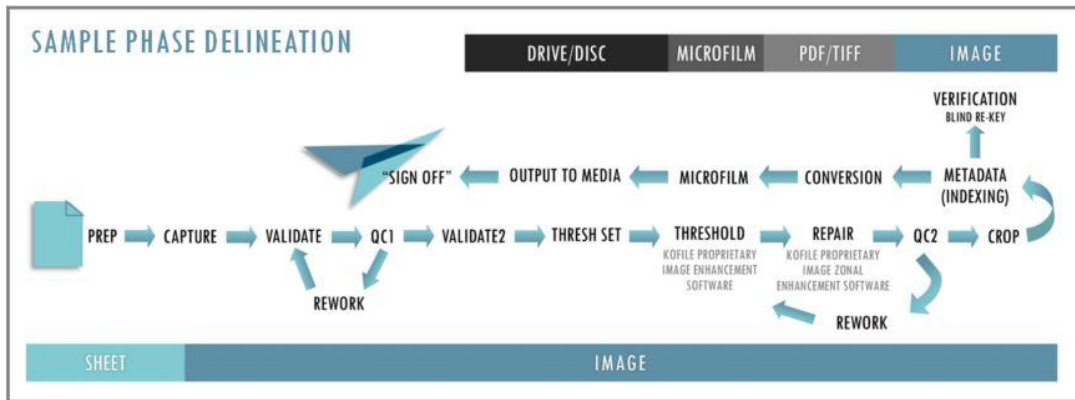 SAMPLE PHASE DELINEATION
DRIVE/DISC MICROFILM PDF/TIFF IMAGE
VERIFICATION
BLIND RE-KEY
"SIGN OFF" OUTPUT TO MEDIA MICROFILM CONVERSION METADATA
(INDEXING)
PREP CAPTURE VALIDATE QC1 VALIDATE2 THRESH SET THRESHOLD REPAIR QC2 CROP
KOFILE PROPRIETARY
IMAGE ENHANCEMENT
SOFTWARE
KOFILE PROPRIETARY
IMAGE ZONAL
ENHANCEMENT SOFTWARE
REWORK
REWORK
SHEET IMAGE